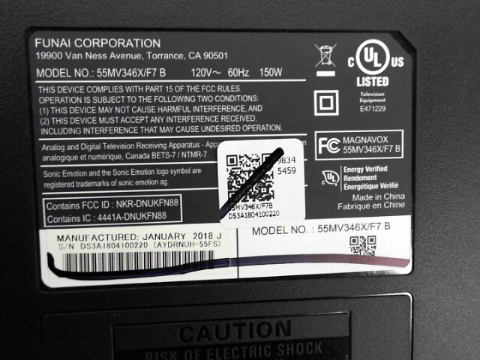 FUNAI CORPORATION
19900 Van Ness Avenue, Torrance, CA 90501
MODEL NO.: 55MV346X/F7 B 120V~ 60Hz 150W
THIS DEVICE COMPLIES WITH PART 15 OF THE FCC RULES.
OPERATION IS SUBJECT TO THE FOLLOWING TWO CONDITIONS:
(1) THIS DEVICE MAY NOT CAUSE HARMFUL INTERFERENCE, AND
(2) THIS DEVICE MUST ACCEPT ANY INTERFERENCE RECEIVED,
INCLUDING INTERFERENCE THAT MAY CAUSE UNDESIRED
Analog and Digital Television Receiving Apparatus - Appar
analogique et numérique, Canada BETS-7 / NTMR-7.
Sonic Emotion and the Sonic Emotion logo symbol are
registered trademarks of Sonic Emotion
Contains FCC ID : NKR-DNUKFN88
Contains IC : 4441A-DNUKFN88
C UL US
LISTED
Television
Equipment
E471229
FC MAGNAVOX
55MV346X/F7 B
Energy Verified
Rendement
Énergétique Vérifié
Made in China
Fabriqué en Chine
0834
5459
55MV346X/F7B
DS3A1804100220
MANUFACTURED: JANUARY 2018 J
S/N DS3A1804100220 (AYDRNUH-55FS)
MODEL NO. : 55MV346X/F7 B
CAUTION
RISK OF ELECTRIC SHOCK